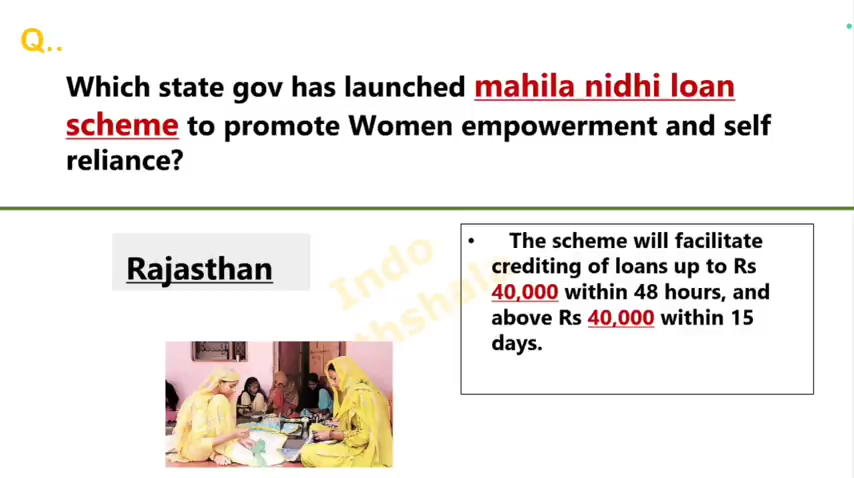 Q..
Which state gov has launched mahila nidhi loan
scheme to promote Women empowerment and self
reliance?
Rajasthan
• The scheme will facilitate
crediting of loans up to Rs
40,000 within 48 hours, and
above Rs 40,000 within 15
days.
Indo